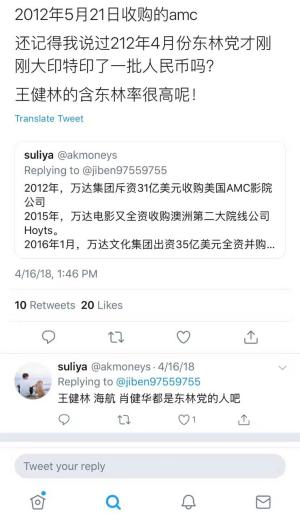 2012年5月21日收购的amc
还记得我说过212年4月份东林党才刚
刚大印特印了一批人民币吗?
王健林的含东林率很高呢!
Translate Tweet
suliya @akmoneys
Replying to @jiben97559755
2012年，万达集团斥资31亿美元收购美国AMC影院
公司
2015年，万达电影又全资收购澳洲第二大院线公司
Hoyts。
2016年1月，万达文化集团出资35亿美元全资并购...
4/16/18, 1:46 PM
10 Retweets 20 Likes
suliya @akmoneys · 4/16/18
Replying to @jiben97559755
王健林 海航 肖健华都是东林党的人吧
1
Tweet your reply